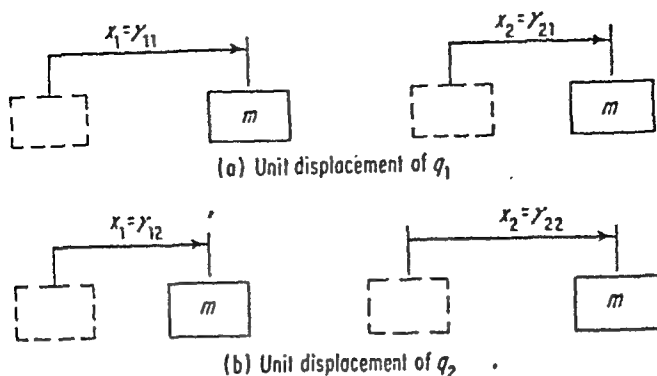 x₁=γ₁₁ x₂=γ₂₁
m m
(a) Unit displacement of q₁
x₁=γ₁₂ x₂=γ₂₂
m m
(b) Unit displacement of q₂